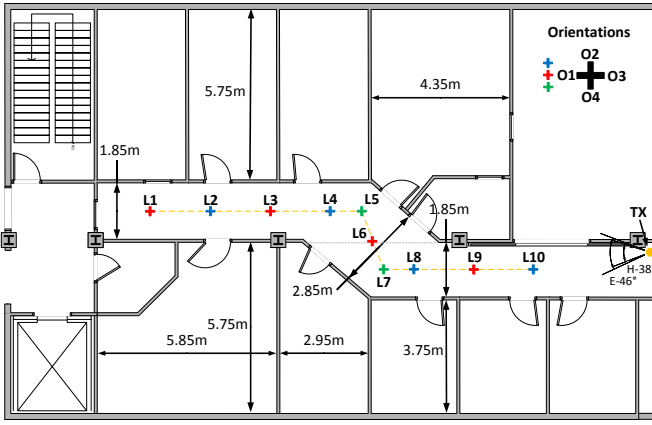 Orientations
O2
O1
O3
O4
5.75m
4.35m
1.85m
L1
L2
L3
L4
L5
1.85m
TX
L6
L7
L8
L9
L10
H-38
E-46°
2.85m
5.85m
5.75m
2.95m
3.75m